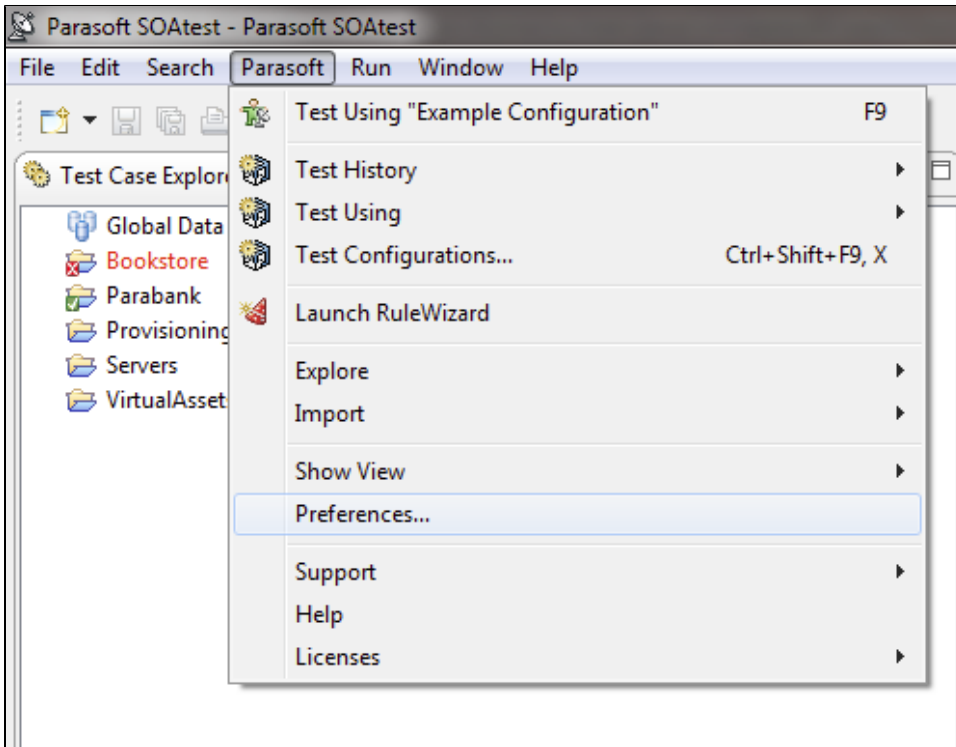 Parasoft SOAtest - Parasoft SOAtest
File Edit Search Parasoft Run Window Help
Test Using "Example Configuration" F9
Test Case Explor
Test History
Global Data
Test Using
Bookstore
Test Configurations... Ctrl+Shift+F9, X
Parabank
Launch RuleWizard
Provisioning
Servers
Explore
VirtualAsset
Import
Show View
Preferences...
Support
Help
Licenses